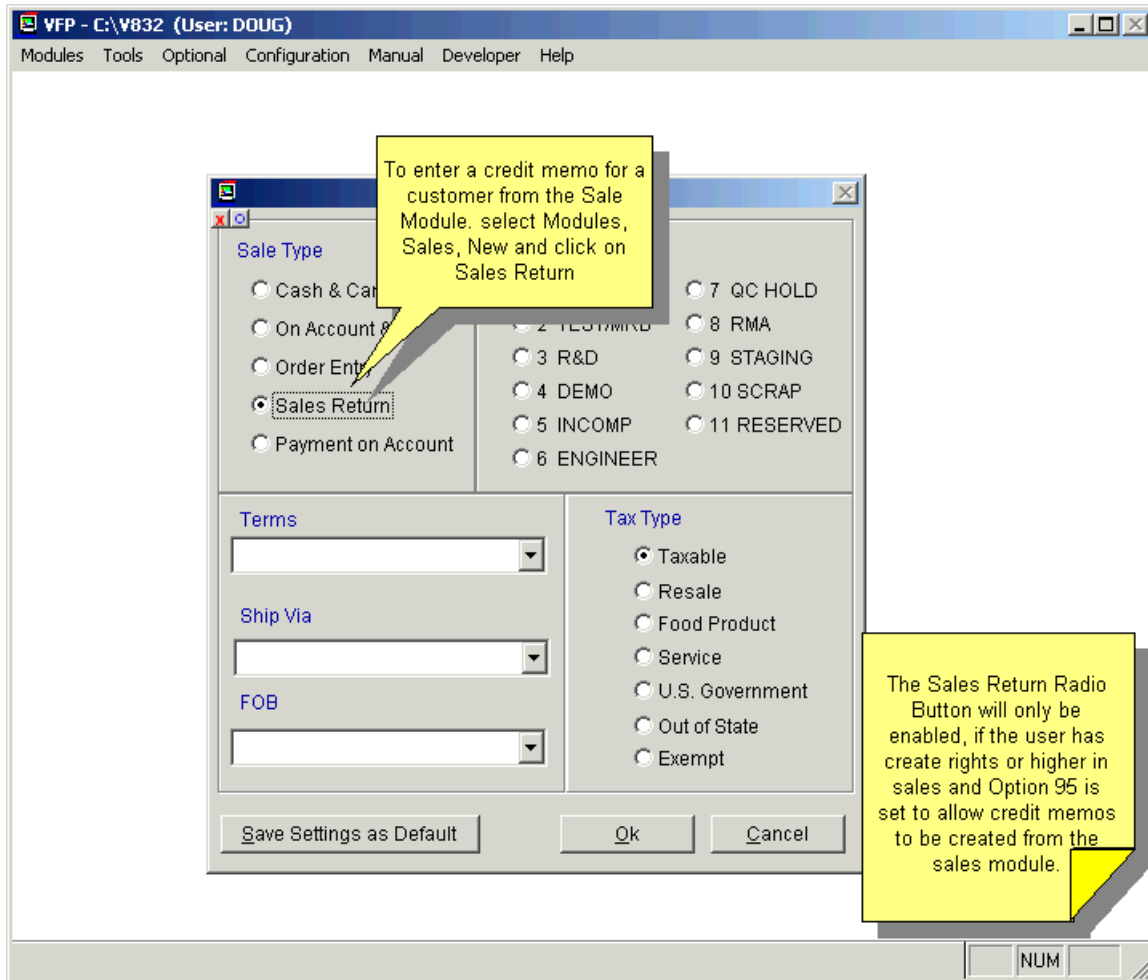 VFP - C:\V832 (User: DOUG)
Modules Tools Optional Configuration Manual Developer Help
To enter a credit memo for a
customer from the Sale
Module. select Modules,
Sales, New and click on
Sales Return
Sale Type
Cash &
On Account &
Order
Sales Return
Payment on Account
2 TEST/MRB
3 R&D
4 DEMO
5 INCOMP
6 ENGINEER
7 QC HOLD
8 RMA
9 STAGING
10 SCRAP
11 RESERVED
Terms
Ship Via
FOB
Tax Type
Taxable
Resale
Food Product
Service
U.S. Government
Out of State
Exempt
Save Settings as Default
Ok
Cancel
The Sales Return Radio
Button will only be
enabled, if the user has
create rights or higher in
sales and Option 95 is
set to allow credit memos
to be created from the
sales module.
NUM